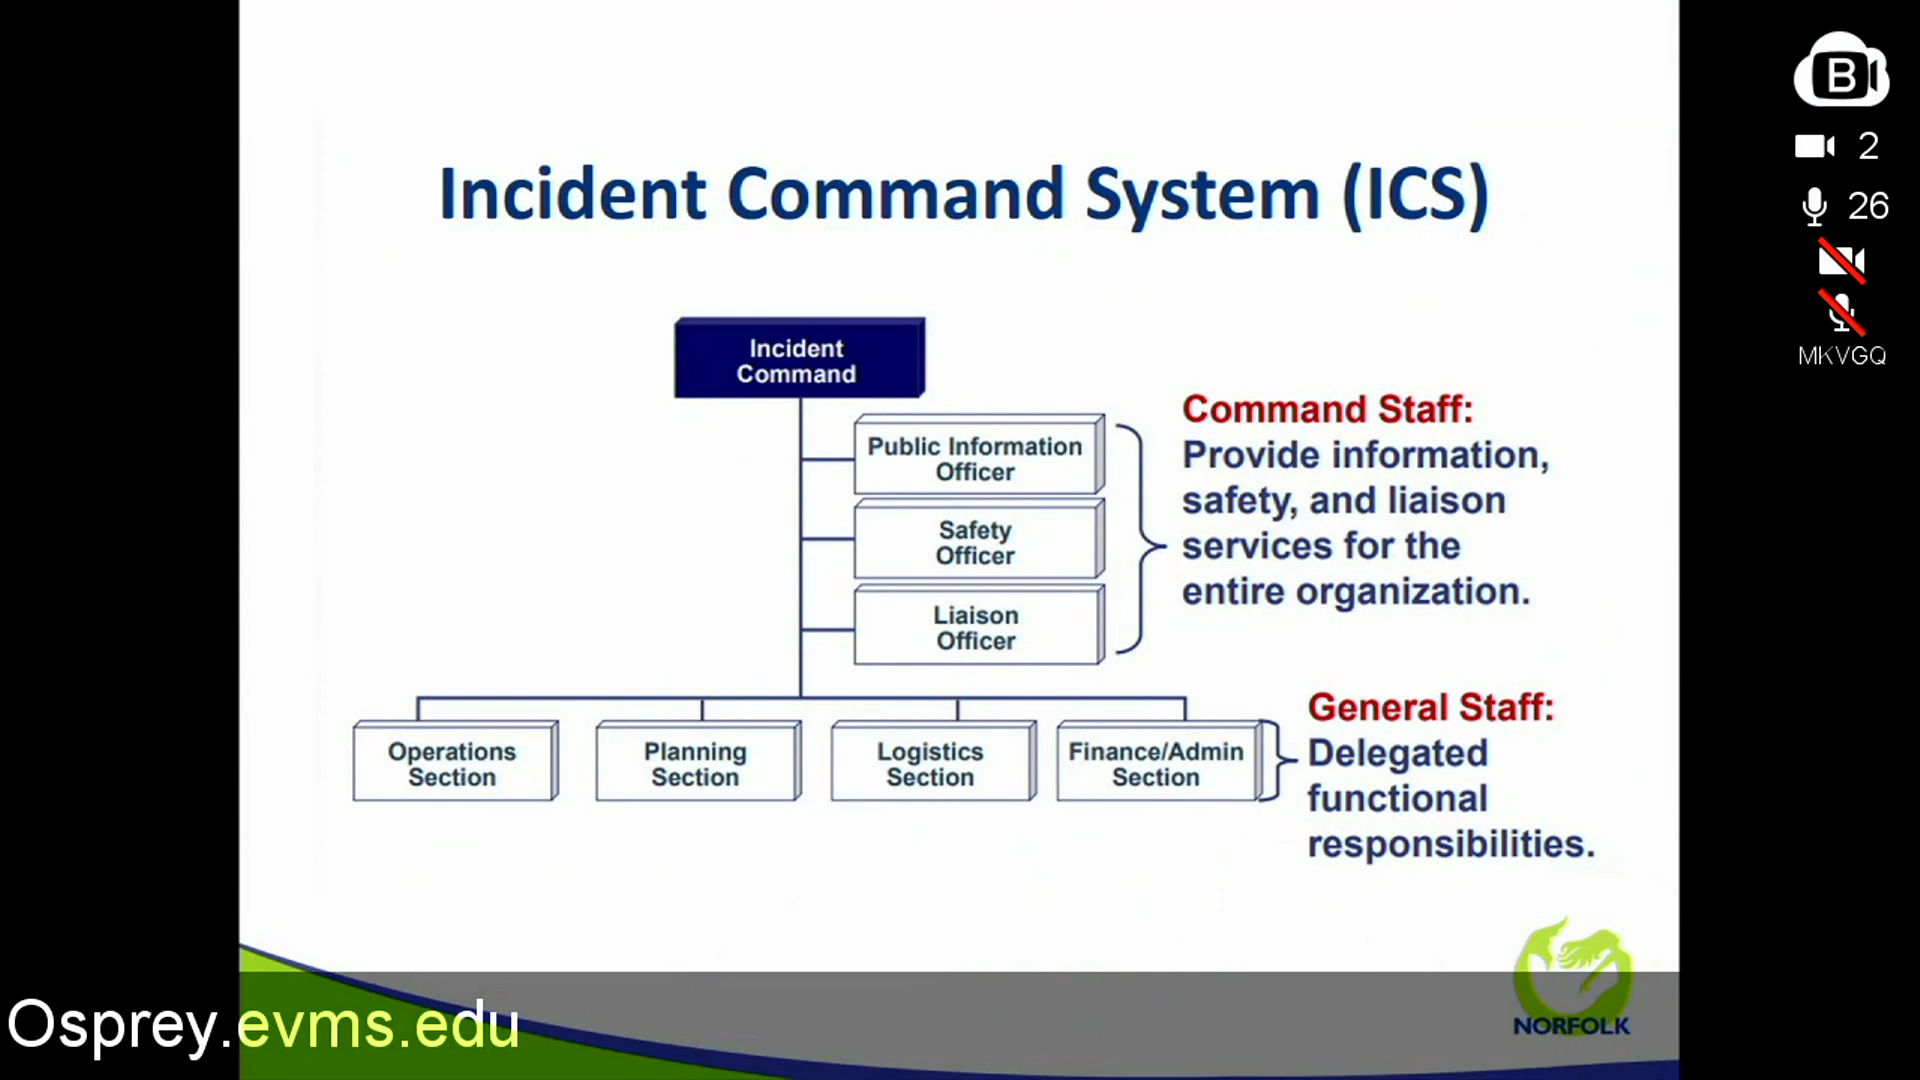 Incident Command System (ICS)
Incident
Command
Public Information
Officer
Safety
Officer
Liaison
Officer
Command Staff:
Provide information,
safety, and liaison
services for the
entire organization.
Operations
Section
Planning
Section
Logistics
Section
Finance/Admin
Section
General Staff:
Delegated
functional
responsibilities.
NORFOLK
Osprey.evms.edu
B
2
26
MKVGQ